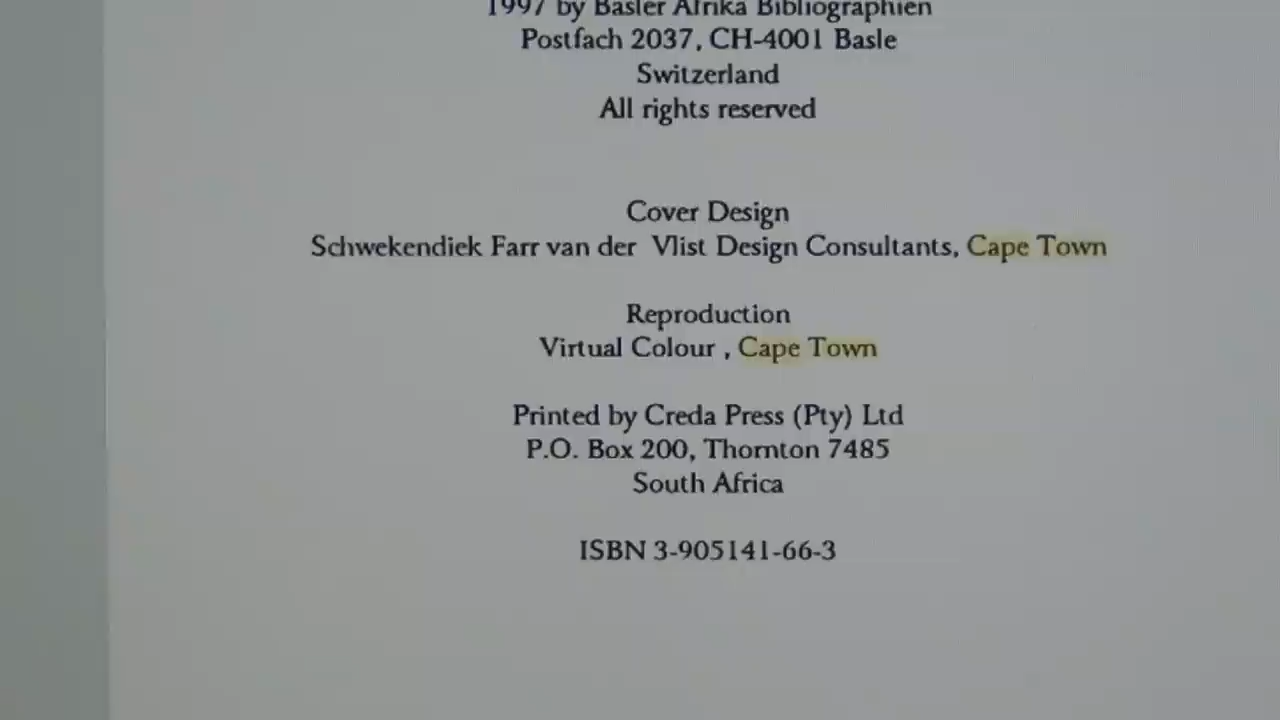 1997 by Basler Afrika Bibliographien
Postfach 2037, CH-4001 Basle
Switzerland
All rights reserved
Cover Design
Schwekendiek Farr van der Vlist Design Consultants, Cape Town
Reproduction
Virtual Colour , Cape Town
Printed by Creda Press (Pty) Ltd
P.O. Box 200, Thornton 7485
South Africa
ISBN 3-905141-66-3